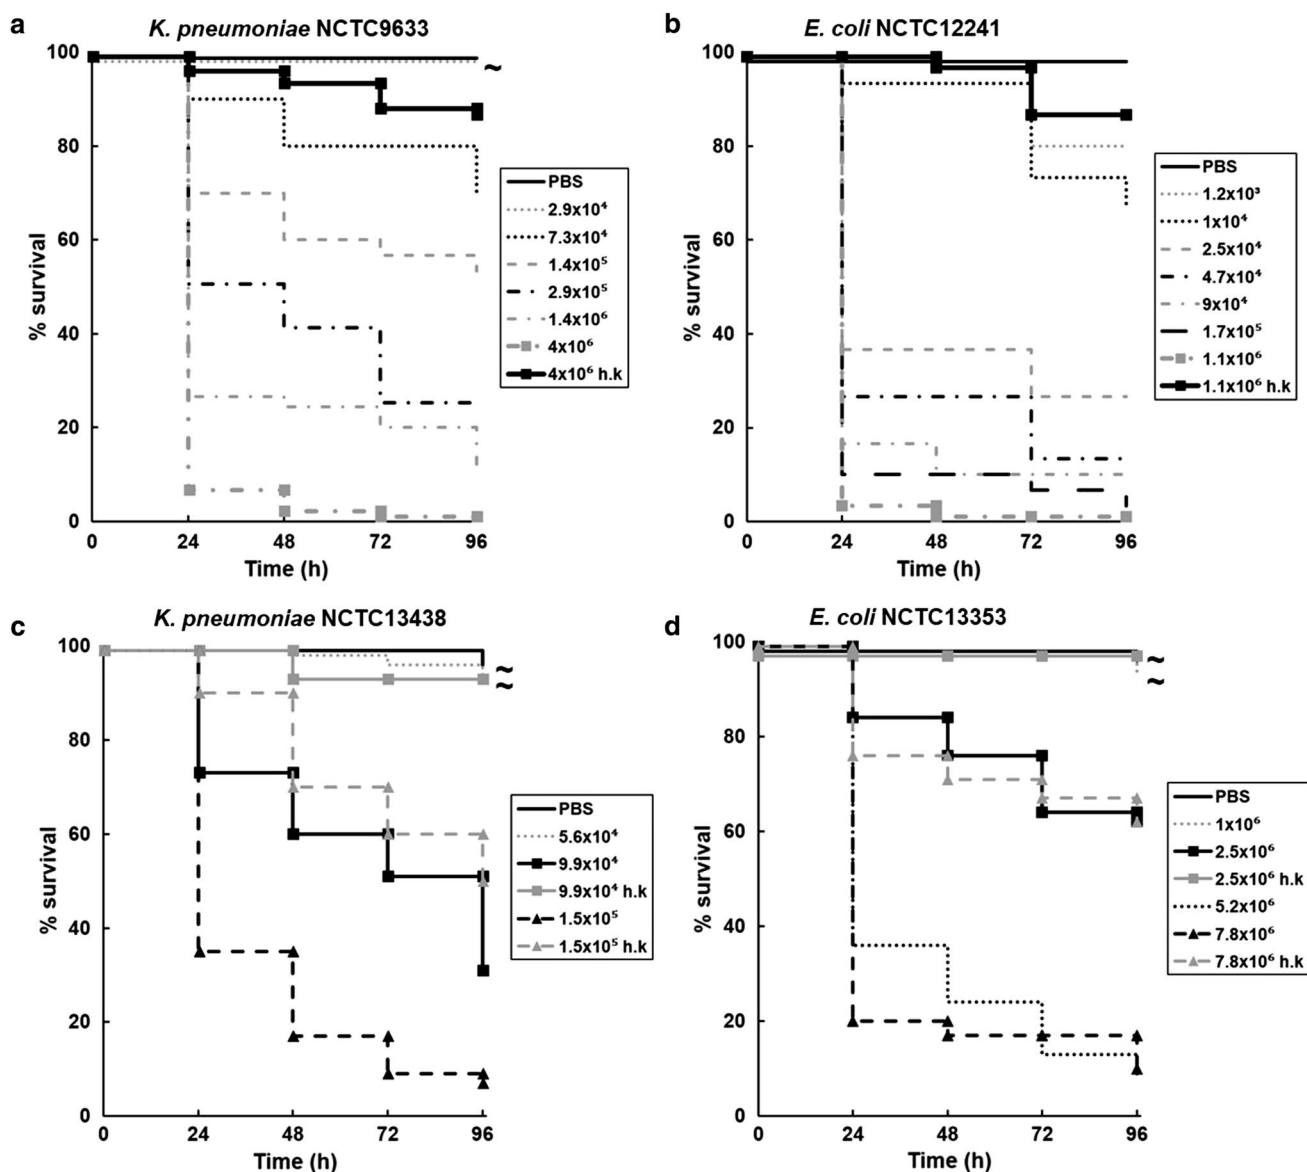 a
K. pneumoniae NCTC9633
100
80
60
40
20
0
% survival
0 24 48 72 96
Time (h)
~
PBS
2.9x10⁴
7.3x10⁴
1.4x10⁵
2.9x10⁵
1.4x10⁶
4x10⁶
4x10⁶ h.k
b
E. coli NCTC12241
100
80
60
40
20
0
% survival
0 24 48 72 96
Time (h)
PBS
1.2x10³
1x10⁴
2.5x10⁴
4.7x10⁴
9x10⁴
1.7x10⁵
1.1x10⁶
1.1x10⁶ h.k
c
K. pneumoniae NCTC13438
100
80
60
40
20
0
% survival
0 24 48 72 96
Time (h)
~
~
PBS
5.6x10⁴
9.9x10⁴
9.9x10⁴ h.k
1.5x10⁵
1.5x10⁵ h.k
d
E. coli NCTC13353
100
80
60
40
20
0
% survival
0 24 48 72 96
Time (h)
~
~
PBS
1x10⁶
2.5x10⁶
2.5x10⁶ h.k
5.2x10⁶
7.8x10⁶
7.8x10⁶ h.k